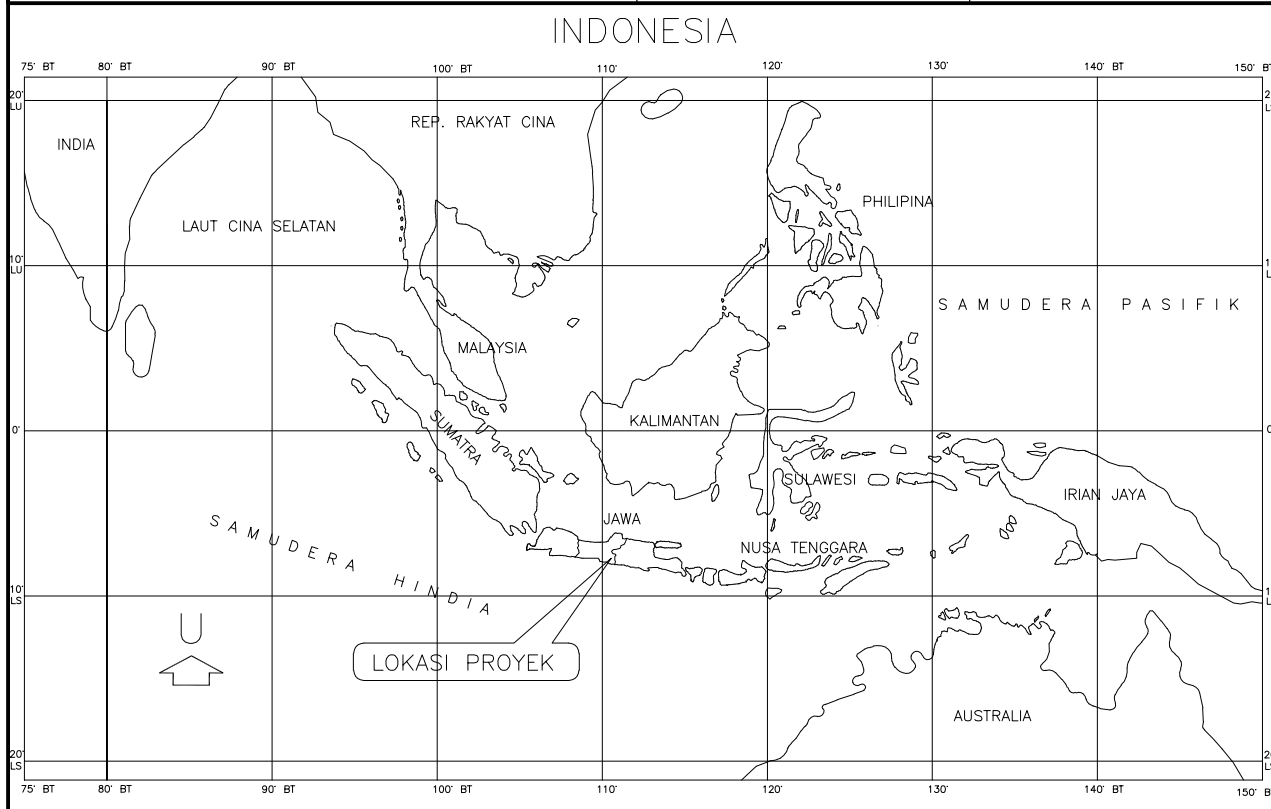 INDONESIA
75' BT 80' BT 90' BT 100' BT 110' 120' 130' 140' BT 150' B
20'
LU
REP. RAKYAT CINA
INDIA
PHILIPINA
LAUT CINA SELATAN
10'
LU
SAMUDERA PASIFIK
MALAYSIA
KALIMANTAN
0'
SUMATRA
SULAWESI
IRIAN JAYA
JAWA
NUSA TENGGARA
SAMUDERA HINDIA
10'
LS
U
LOKASI PROYEK
AUSTRALIA
20'
LS
75' BT 80' BT 90' BT 100' BT 110' 120' 130' 140' BT 150' B